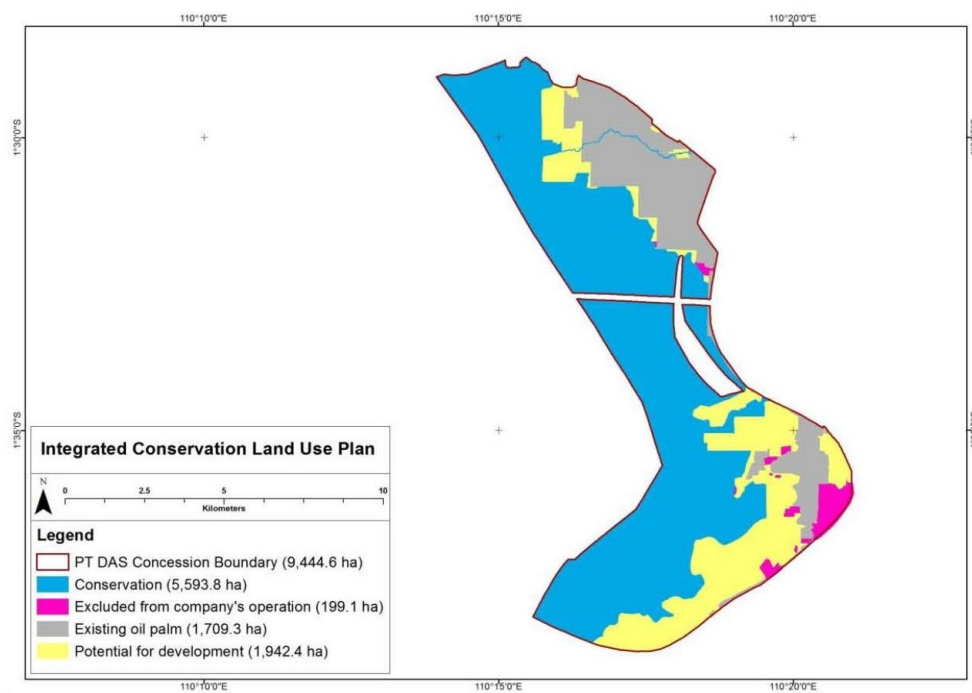 110°10'0"E 110°15'0"E 110°20'0"E
1°30'0"S
1°35'0"S
Integrated Conservation Land Use Plan
N
0 2.5 5 10
Kilometers
Legend
PT DAS Concession Boundary (9,444.6 ha)
Conservation (5,593.8 ha)
Excluded from company's operation (199.1 ha)
Existing oil palm (1,709.3 ha)
Potential for development (1,942.4 ha)
110°10'0"E 110°15'0"E 110°20'0"E